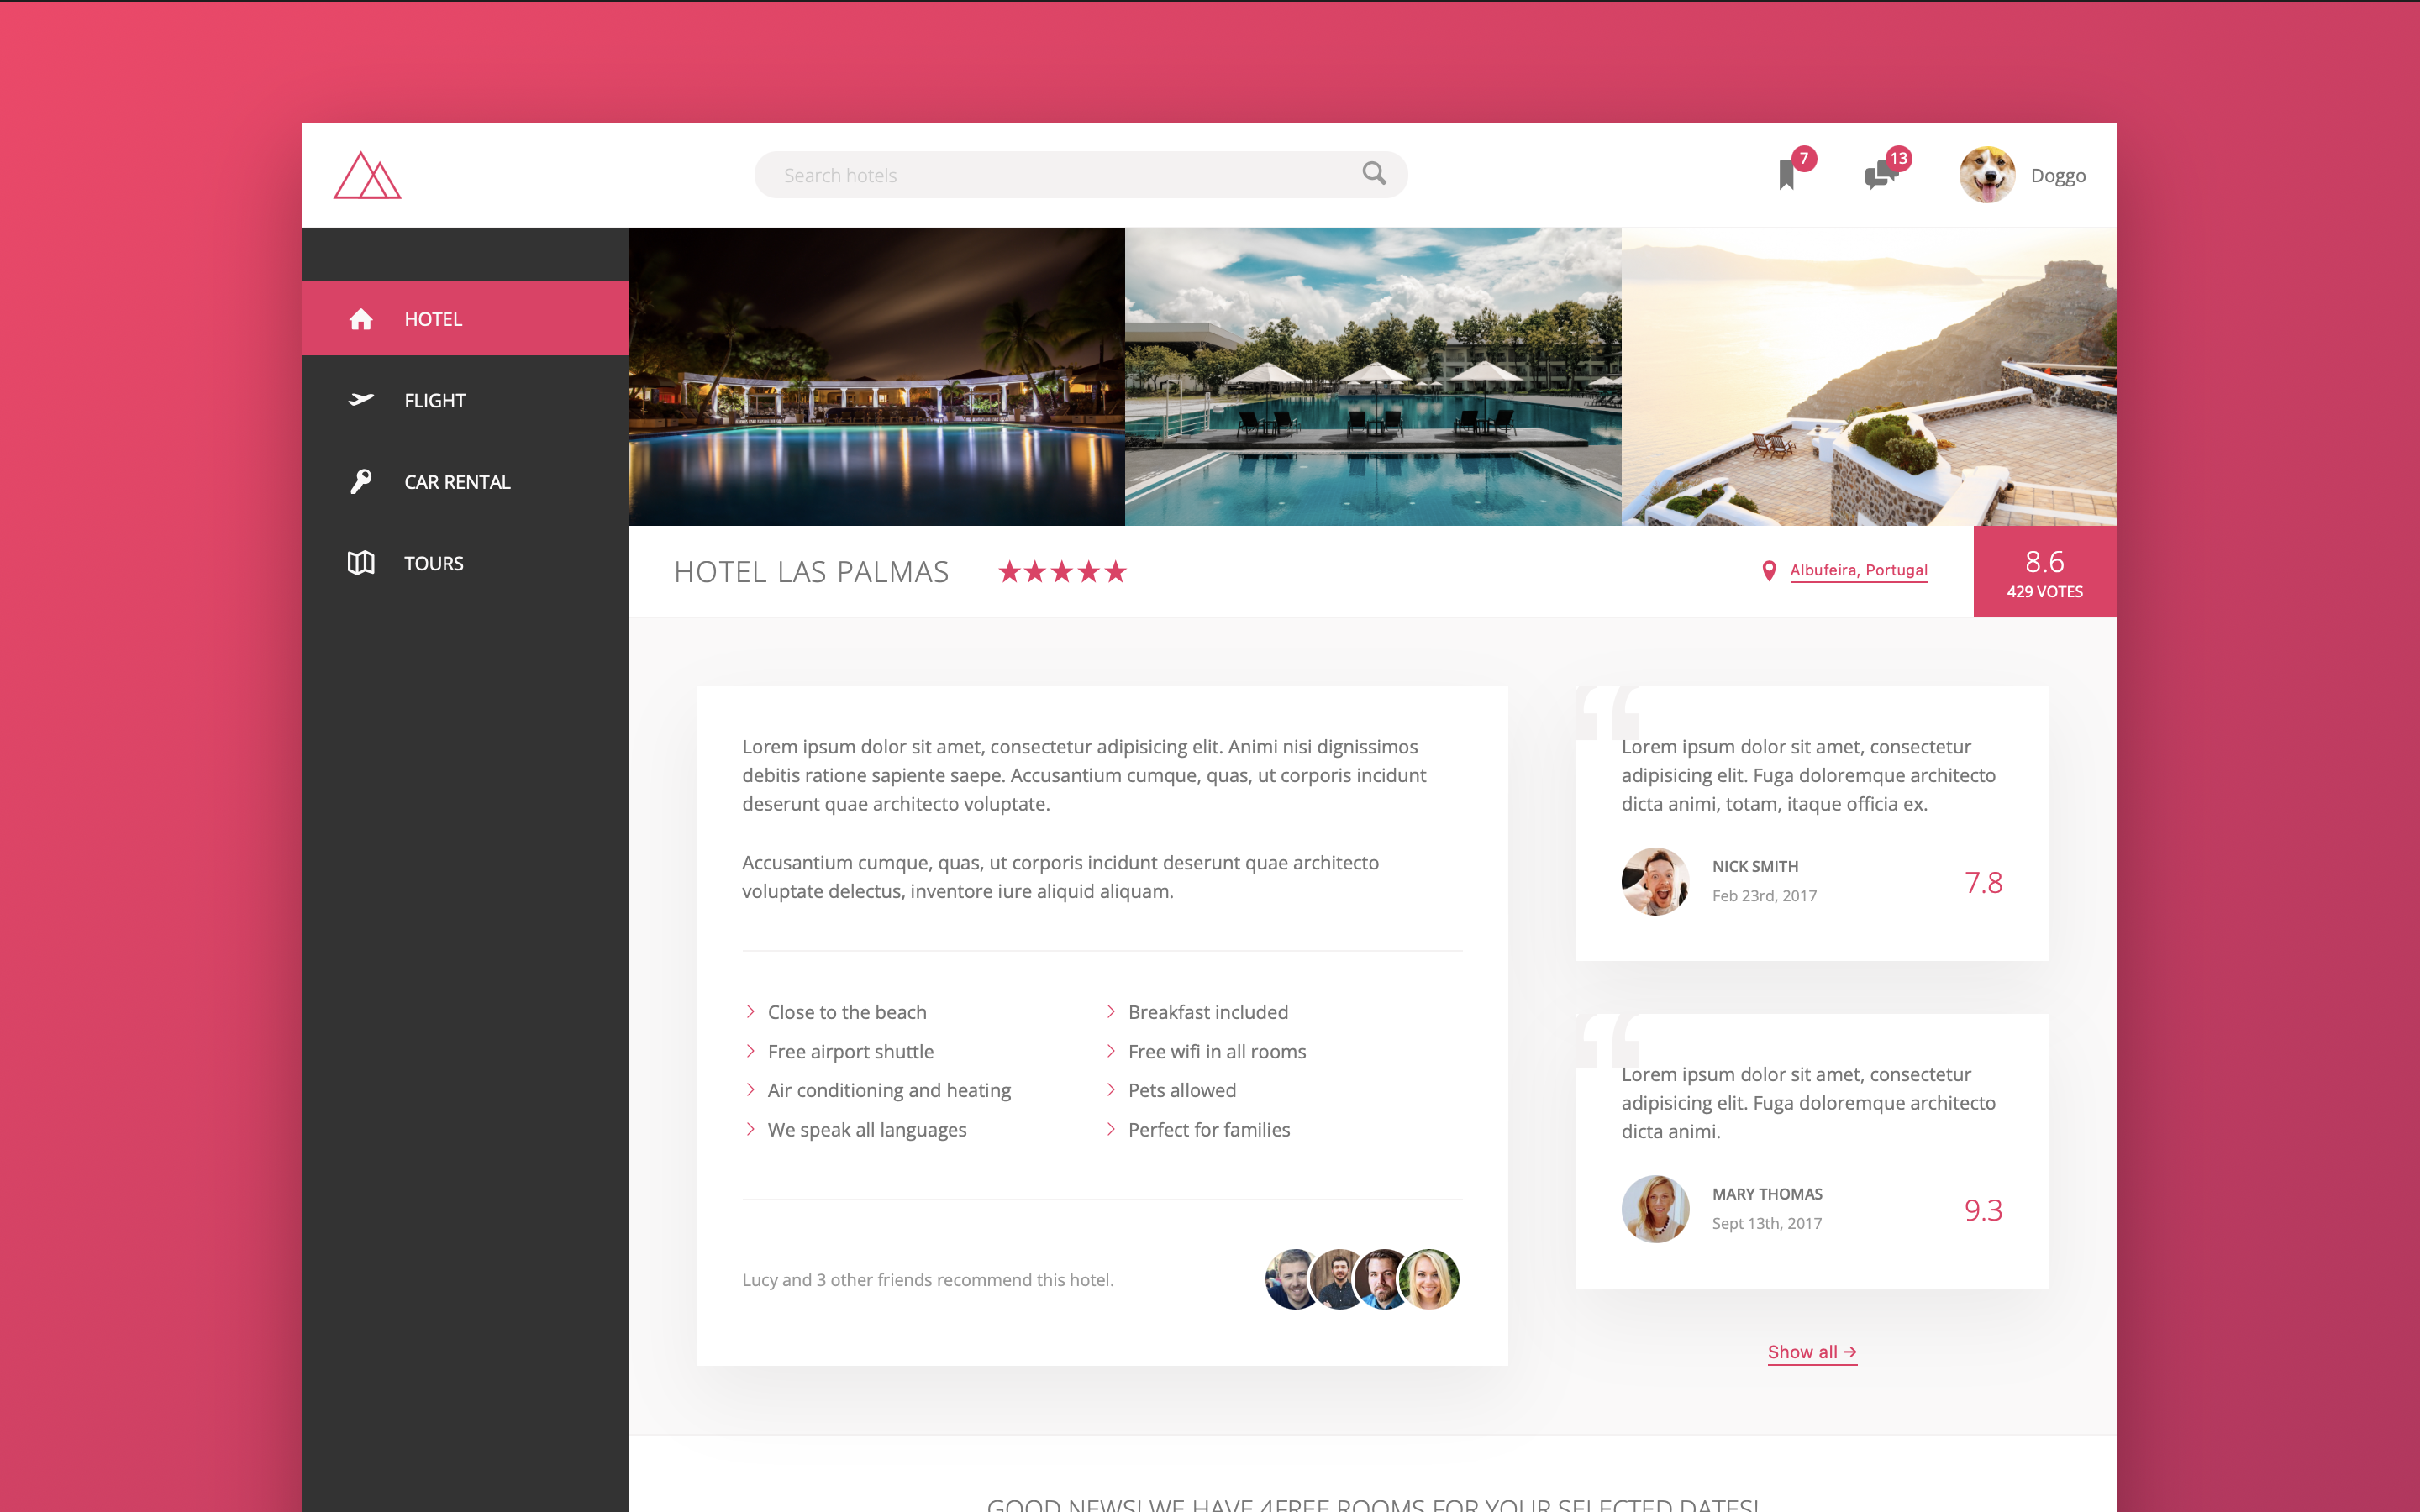 Search hotels
7
13
Doggo
HOTEL
FLIGHT
CAR RENTAL
TOURS
HOTEL LAS PALMAS
Albufeira, Portugal
8.6
429 VOTES
Lorem ipsum dolor sit amet, consectetur adipisicing elit. Animi nisi dignissimos
debitis ratione sapiente saepe. Accusantium cumque, quas, ut corporis incidunt
deserunt quae architecto voluptate.
Accusantium cumque, quas, ut corporis incidunt deserunt quae architecto
voluptate delectus, inventore iure aliquid aliquam.
Close to the beach
Free airport shuttle
Air conditioning and heating
We speak all languages
Breakfast included
Free wifi in all rooms
Pets allowed
Perfect for families
Lucy and 3 other friends recommend this hotel.
“
Lorem ipsum dolor sit amet, consectetur
adipisicing elit. Fuga doloremque architecto
dicta animi, totam, itaque officia ex.
NICK SMITH
Feb 23rd, 2017
7.8
“
Lorem ipsum dolor sit amet, consectetur
adipisicing elit. Fuga doloremque architecto
dicta animi.
MARY THOMAS
Sept 13th, 2017
9.3
Show all →
GOOD NEWS! WE HAVE 4FREE ROOMS FOR YOUR SELECTED DATES!